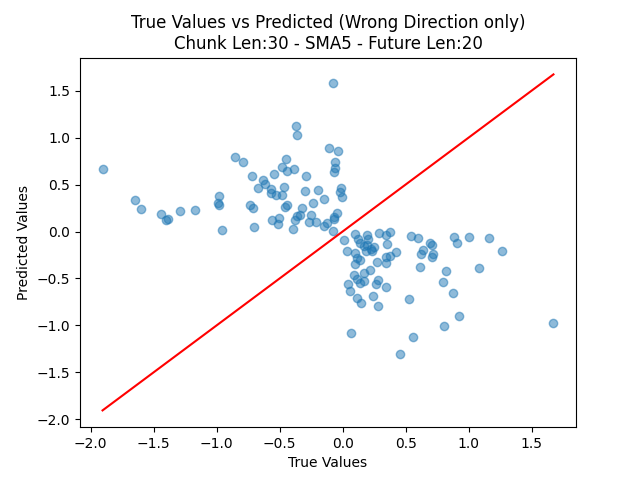 True Values vs Predicted (Wrong Direction only)
Chunk Len:30 - SMA5 - Future Len:20
1.5
1.0
0.5
0.0
−0.5
−1.0
−1.5
−2.0
Predicted Values
−2.0 −1.5 −1.0 −0.5 0.0 0.5 1.0 1.5
True Values